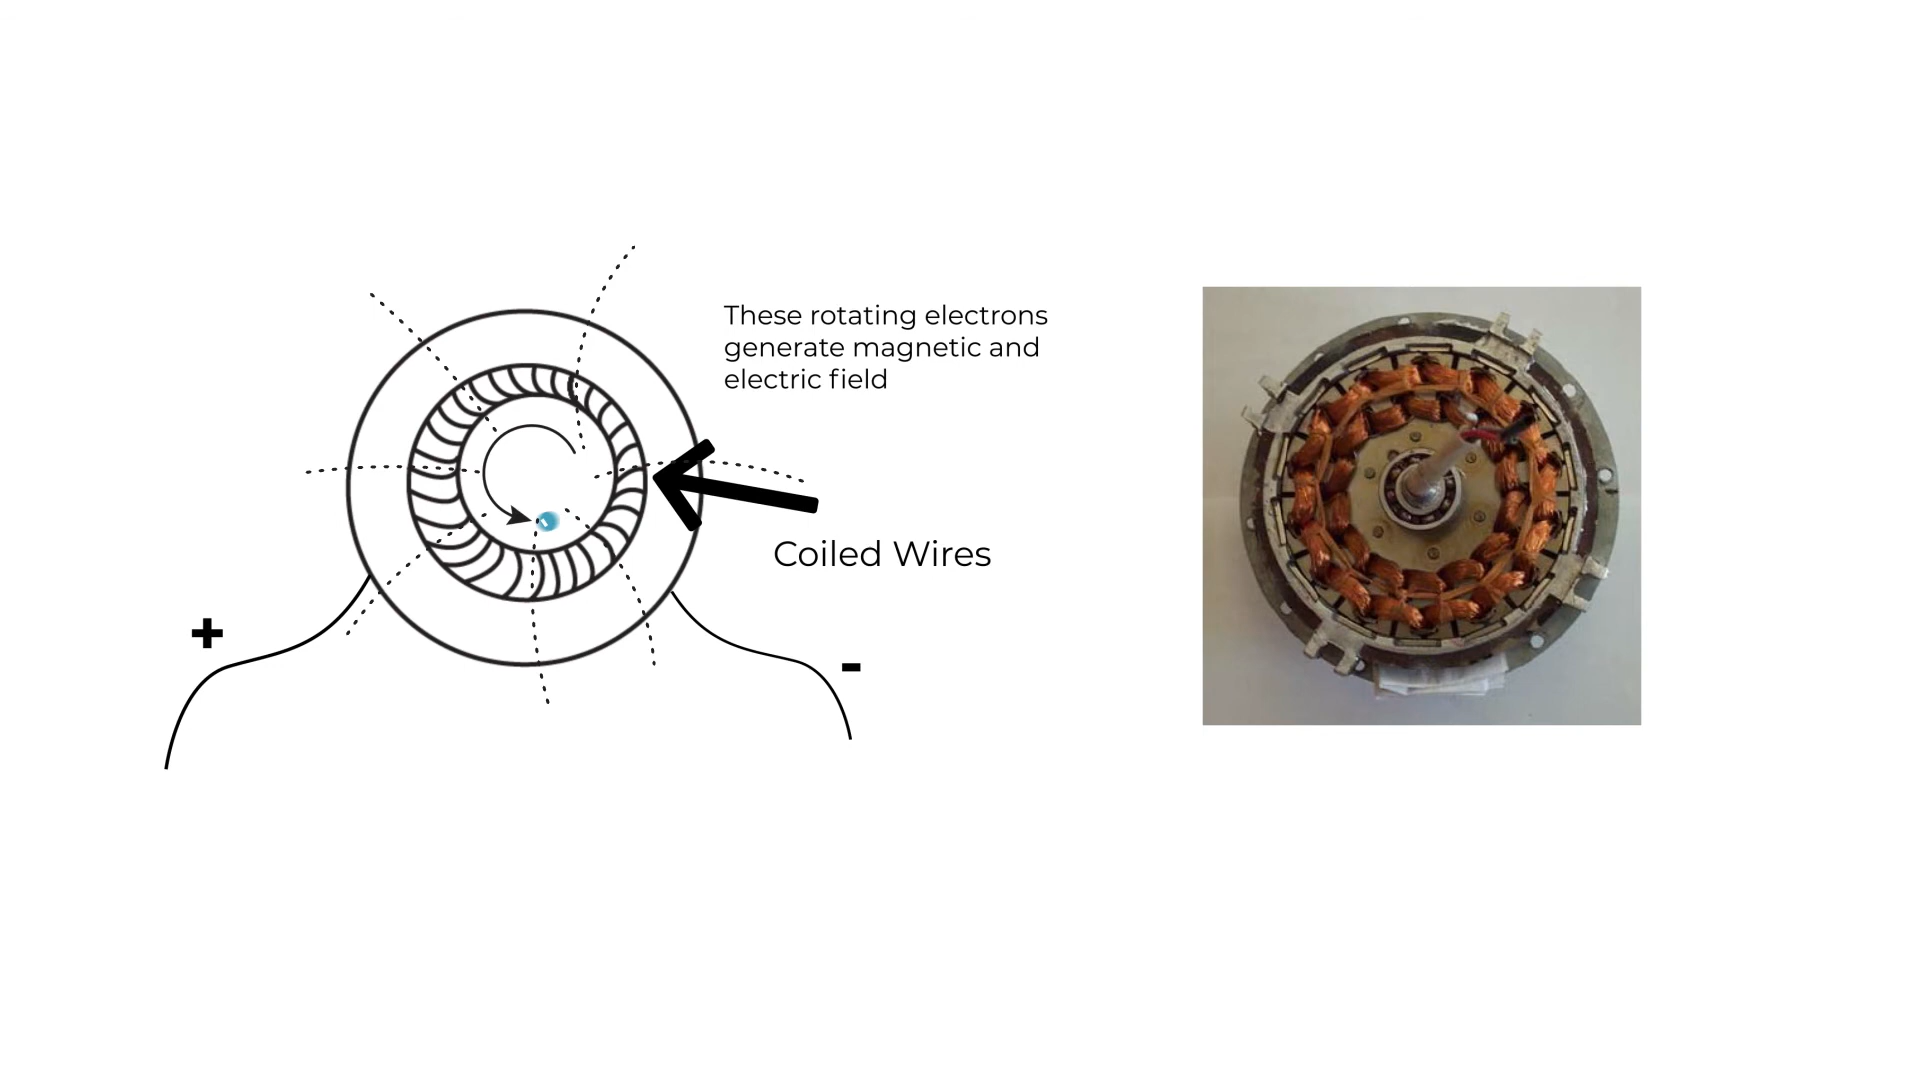 These rotating electrons
generate magnetic and
electric field
Coiled Wires
+
-